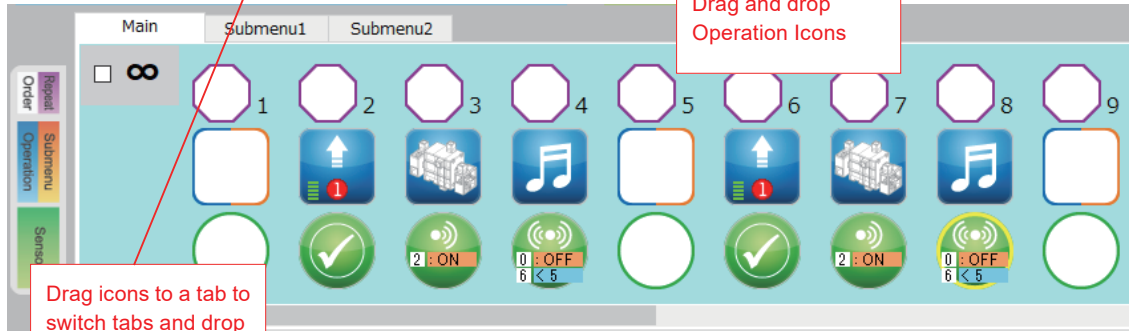 Drag and drop
Operation Icons
Main
Submenu1
Submenu2
∞
Repeat
Order
Submenu
Operation
1
2
3
4
5
6
7
8
9
1
1
2 : ON
0 : OFF
6 < 5
2 : ON
0 : OFF
6 < 5
Drag icons to a tab to
switch tabs and drop